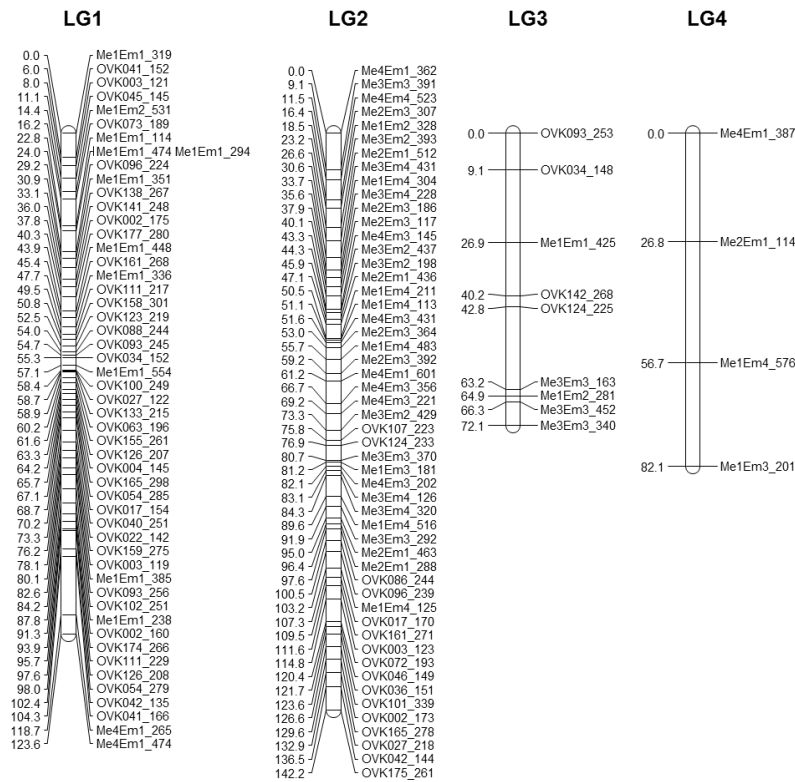 LG1
0.0 Me1Em1_319
6.0 OVK041_152
8.0 OVK003_121
11.1 OVK045_145
14.4 Me1Em2_531
16.2 OVK073_189
22.8 Me1Em1_114
24.0 Me1Em1_474 Me1Em1_294
29.2 OVK096_224
30.9 Me1Em1_351
33.1 OVK138_267
36.0 OVK141_248
37.8 OVK002_175
40.3 OVK177_280
43.9 Me1Em1_448
45.4 OVK161_268
47.7 Me1Em1_336
49.5 OVK111_217
50.8 OVK158_301
52.5 OVK123_219
54.0 OVK088_244
54.7 OVK093_245
55.3 OVK034_152
57.1 Me1Em1_554
58.4 OVK100_249
58.7 OVK027_122
58.9 OVK133_215
60.2 OVK063_196
61.6 OVK155_261
63.3 OVK126_207
64.2 OVK004_145
65.7 OVK165_298
67.1 OVK054_285
68.7 OVK017_154
70.2 OVK040_251
73.3 OVK022_142
76.2 OVK159_275
78.1 OVK003_119
80.1 Me1Em1_385
82.6 OVK093_256
84.2 OVK102_251
87.8 Me1Em1_238
91.3 OVK002_160
93.9 OVK174_266
95.7 OVK111_229
97.6 OVK126_208
98.0 OVK054_279
102.4 OVK042_135
104.3 OVK041_166
118.7 Me4Em1_265
123.6 Me4Em1_474
LG2
0.0 Me4Em1_362
9.1 Me3Em3_391
11.5 Me4Em4_523
16.4 Me2Em3_307
18.5 Me1Em1_328
23.2 Me2Em3_393
26.6 Me2Em1_512
30.6 Me3Em4_431
33.7 Me1Em4_304
35.6 Me3Em4_228
37.9 Me2Em3_186
40.1 Me2Em3_117
43.3 Me4Em3_145
44.3 Me3Em2_437
45.9 Me2Em3_198
47.1 Me2Em1_436
50.5 Me1Em4_211
51.1 Me1Em4_113
51.6 Me4Em3_431
53.0 Me2Em3_364
55.7 Me1Em4_483
59.2 Me2Em3_392
61.2 Me4Em1_601
66.7 Me4Em3_356
69.2 Me4Em3_221
73.3 Me3Em2_429
75.8 OVK107_223
76.9 OVK124_233
80.7 Me3Em3_370
81.2 Me1Em3_181
82.1 Me4Em3_202
83.1 Me3Em4_126
84.3 Me3Em4_320
89.6 Me1Em4_516
91.9 Me3Em3_292
95.0 Me2Em1_463
96.4 Me2Em1_288
97.6 OVK086_244
100.5 OVK096_239
103.2 Me1Em4_125
107.3 OVK017_170
109.5 OVK161_271
111.6 OVK003_123
114.8 OVK072_193
120.4 OVK046_149
121.7 OVK036_151
123.6 OVK101_339
126.6 OVK002_173
129.6 OVK165_278
132.9 OVK027_218
136.5 OVK042_144
142.2 OVK175_261
LG3
0.0 OVK093_253
9.1 OVK034_148
26.9 Me1Em1_425
40.2 OVK142_268
42.8 OVK124_225
63.2 Me3Em3_163
64.9 Me1Em2_281
66.3 Me3Em3_452
72.1 Me3Em3_340
LG4
0.0 Me4Em1_387
26.8 Me2Em1_114
56.7 Me1Em4_576
82.1 Me1Em3_201